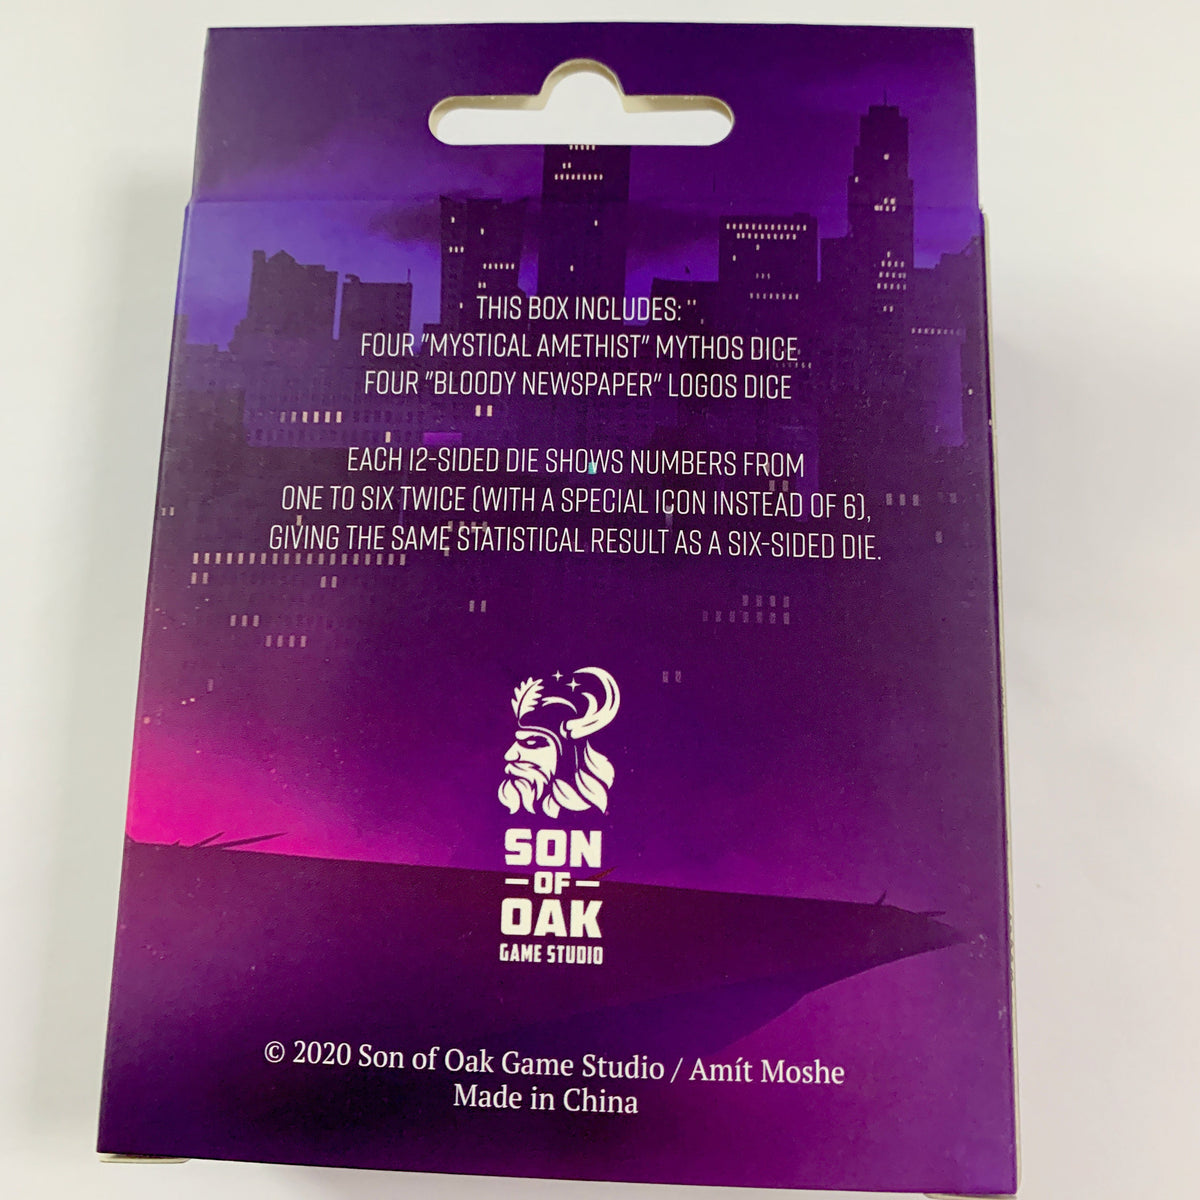 THIS BOX INCLUDES:
FOUR "MYSTICAL AMETHIST" MYTHOS DICE
FOUR "BLOODY NEWSPAPER" LOGOS DICE
EACH 12-SIDED DIE SHOWS NUMBERS FROM
ONE TO SIX TWICE (WITH A SPECIAL ICON INSTEAD OF 6),
GIVING THE SAME STATISTICAL RESULT AS A SIX-SIDED DIE.
SON
OF
OAK
GAME STUDIO
© 2020 Son of Oak Game Studio / Amít Moshe
Made in China